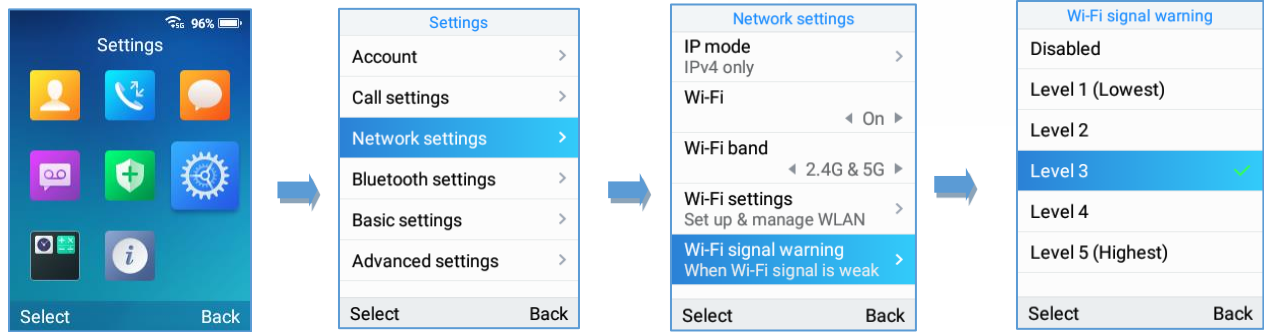 5G 96%
Settings
Select Back
Settings
Account
Call settings
Network settings
Bluetooth settings
Basic settings
Advanced settings
Select Back
Network settings
IP mode
IPv4 only
Wi-Fi
On
Wi-Fi band
2.4G & 5G
Wi-Fi settings
Set up & manage WLAN
Wi-Fi signal warning
When Wi-Fi signal is weak
Select Back
Wi-Fi signal warning
Disabled
Level 1 (Lowest)
Level 2
Level 3
Level 4
Level 5 (Highest)
Select Back